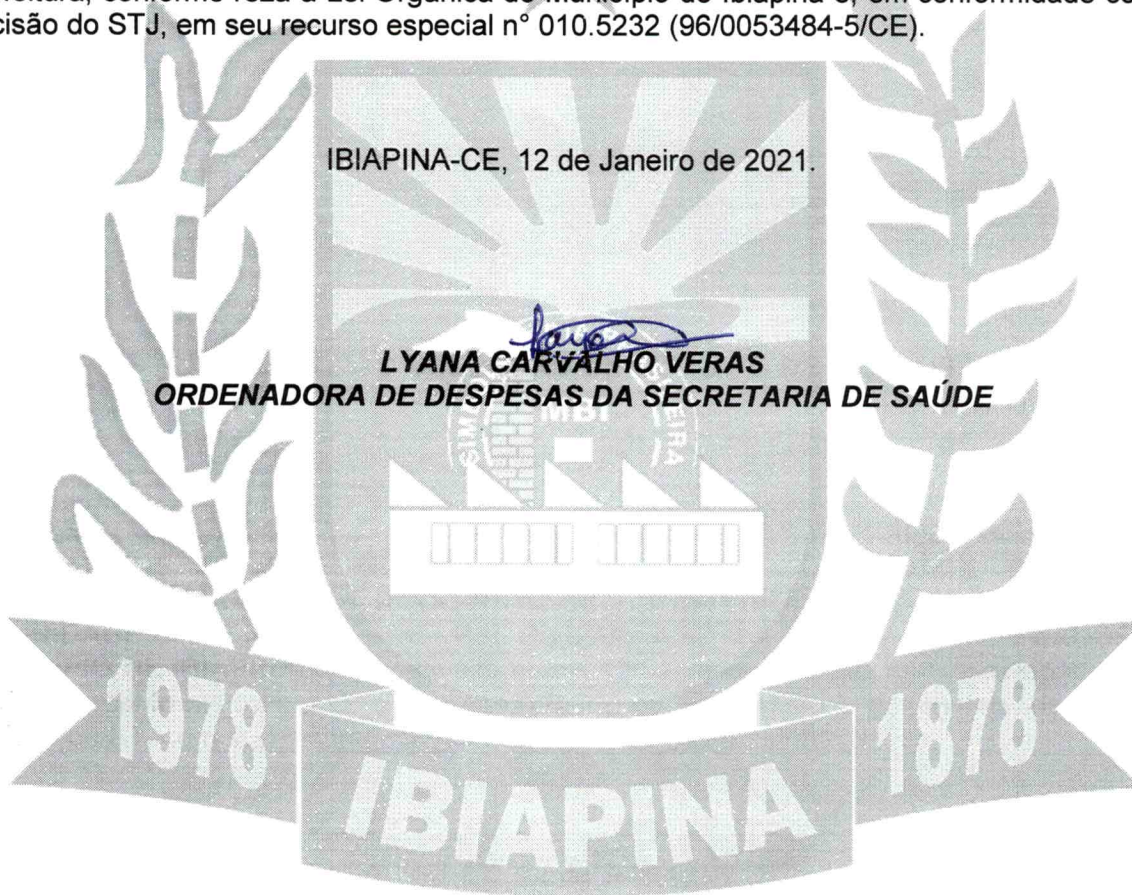 cisão do STJ, em seu recurso especial n° 010.5232 (96/0053484-5/CE).
IBIAPINA-CE, 12 de Janeiro de 2021.
LYANA CARVALHO VERAS
ORDENADORA DE DESPESAS DA SECRETARIA DE SAÚDE
MBI
1978
IBIAPINA
1878